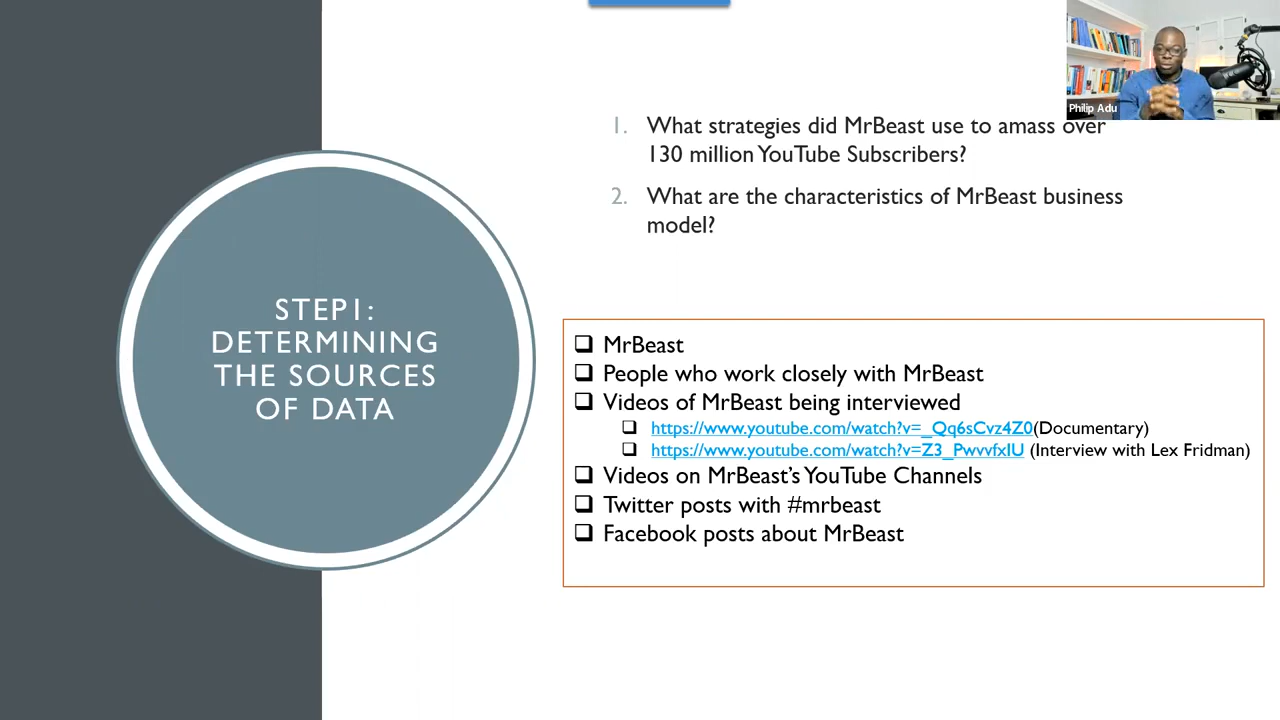 Philip Adu
1. What strategies did MrBeast use to amass over
130 million YouTube Subscribers?
2. What are the characteristics of MrBeast business
model?
STEP1:
DETERMINING
THE SOURCES
OF DATA
MrBeast
People who work closely with MrBeast
Videos of MrBeast being interviewed
https://www.youtube.com/watch?v=_Qq6sCvz4Z0(Documentary)
https://www.youtube.com/watch?v=Z3_PwvvfxIU (Interview with Lex Fridman)
Videos on MrBeast’s YouTube Channels
Twitter posts with #mrbeast
Facebook posts about MrBeast